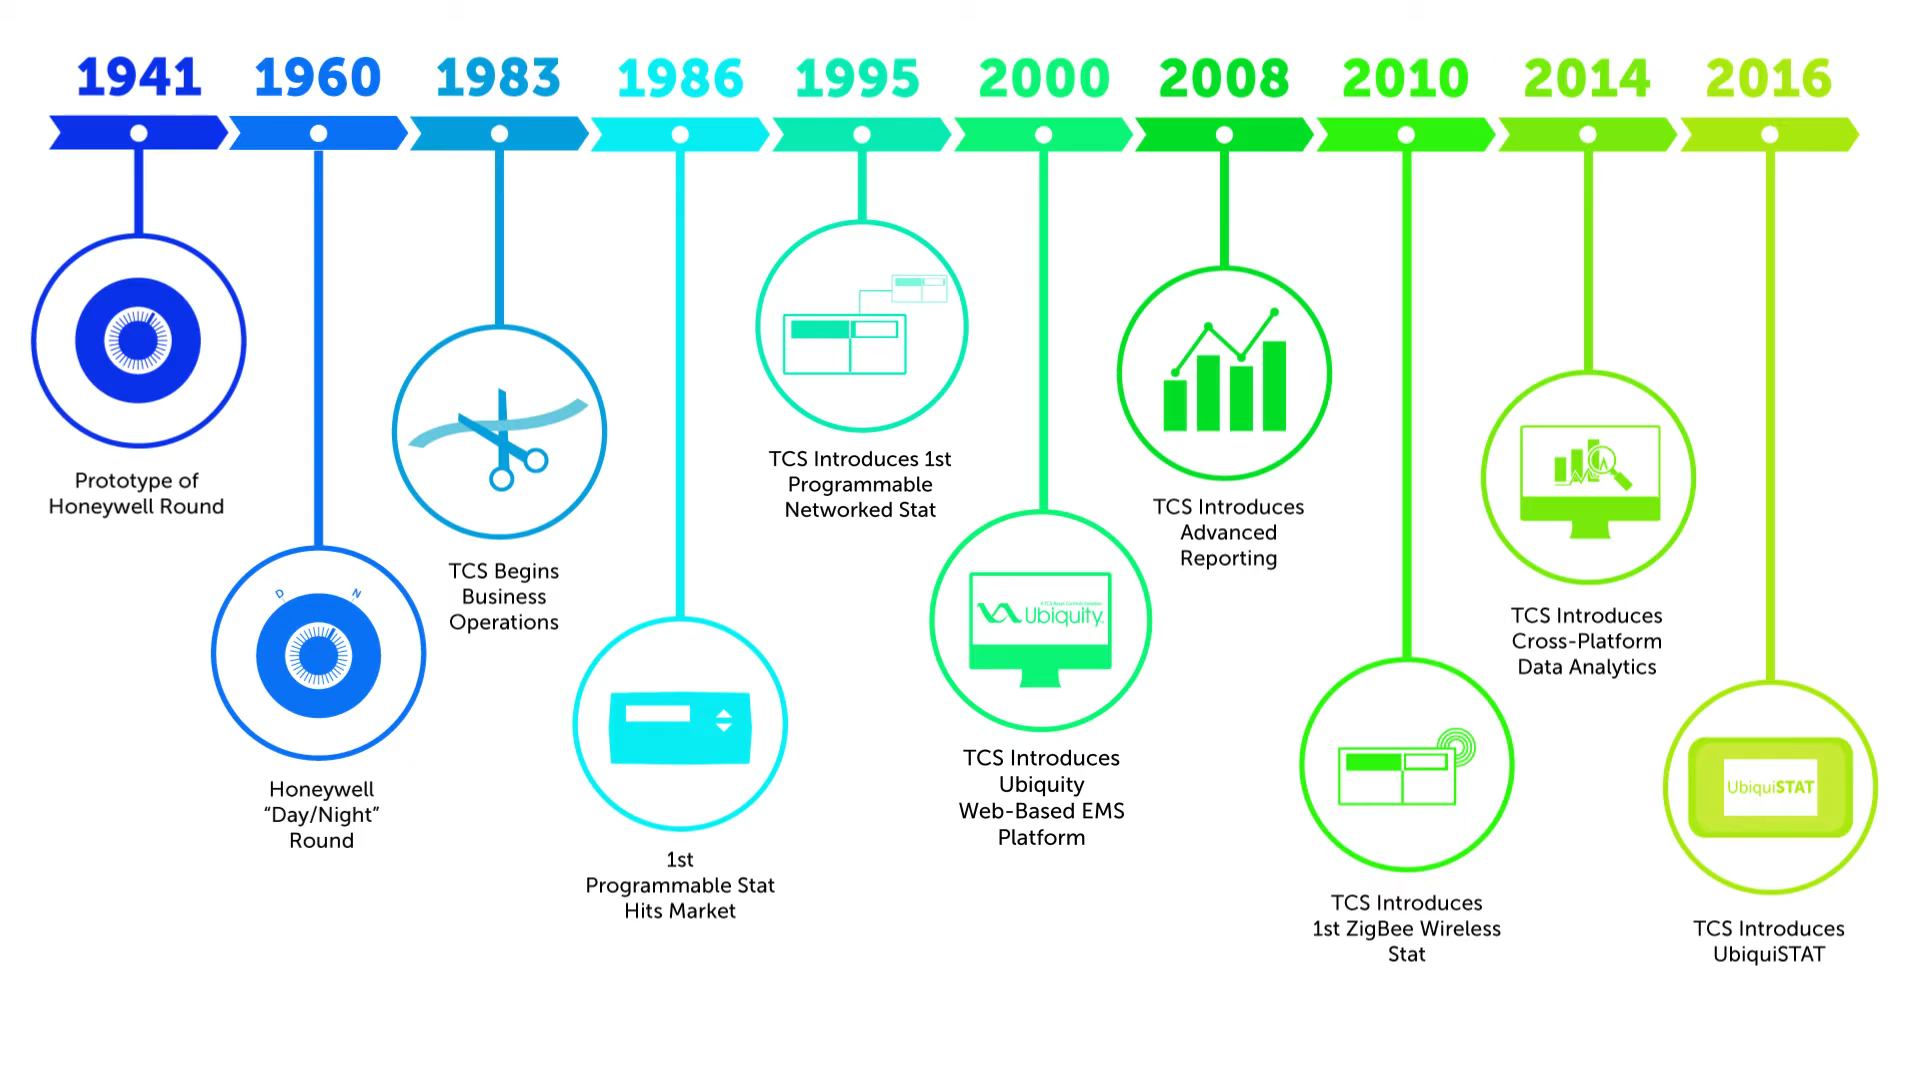 1941 1960 1983 1986 1995 2000 2008 2010 2014 2016
Prototype of
Honeywell Round
D N
Honeywell
“Day/Night”
Round
TCS Begins
Business
Operations
1st
Programmable Stat
Hits Market
TCS Introduces 1st
Programmable
Networked Stat
Ubiquity
TCS Introduces
Ubiquity
Web-Based EMS
Platform
TCS Introduces
Advanced
Reporting
TCS Introduces
1st ZigBee Wireless
Stat
TCS Introduces
Cross-Platform
Data Analytics
UbiquiSTAT
TCS Introduces
UbiquiSTAT